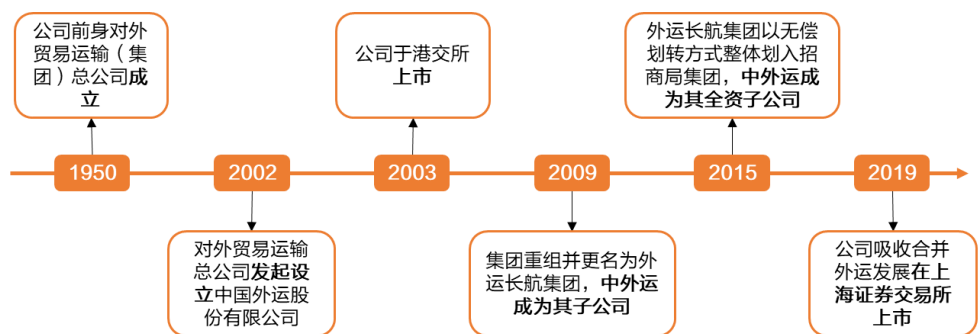 公司前身对外
贸易运输（集
团）总公司成
立
公司于港交所
上市
外运长航集团以无偿
划转方式整体划入招
商局集团，中外运成
为其全资子公司
1950
2002
2003
2009
2015
2019
对外贸易运输
总公司发起设
立中国外运股
份有限公司
集团重组并更名为外
运长航集团，中外运
成为其子公司
公司吸收合并
外运发展在上
海证券交易所
上市